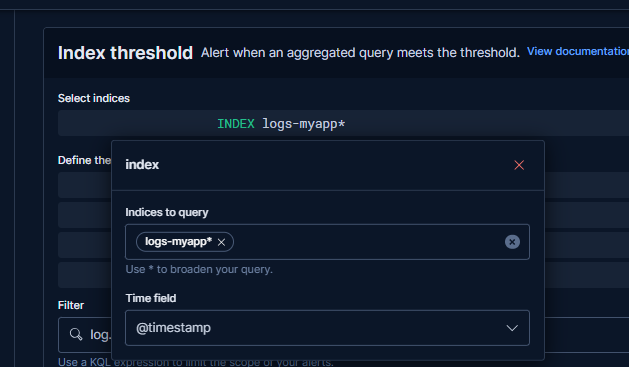 Index threshold Alert when an aggregated query meets the threshold. View documentation
Select indices
INDEX logs-myapp*
Define the
index
Indices to query
logs-myapp*
Use * to broaden your query.
Filter
Time field
log.
@timestamp
Use a KQL expression to limit the scope of your alerts.